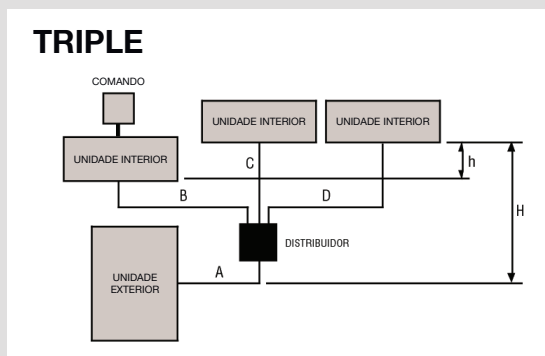 TRIPLE
COMANDO
UNIDADE INTERIOR
UNIDADE INTERIOR
UNIDADE INTERIOR
C
h
B
D
H
DISTRIBUIDOR
A
UNIDADE
EXTERIOR